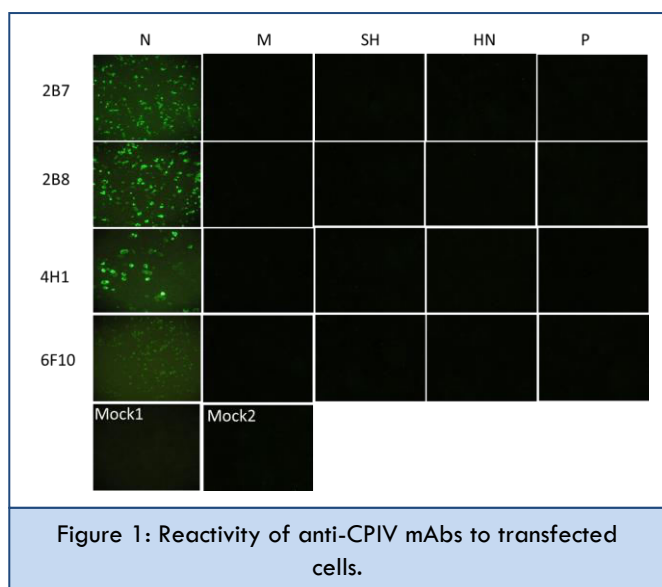 N M SH HN P
2B7
2B8
4H1
6F10
Mock1 Mock2
Figure 1: Reactivity of anti-CPIV mAbs to transfected
cells.